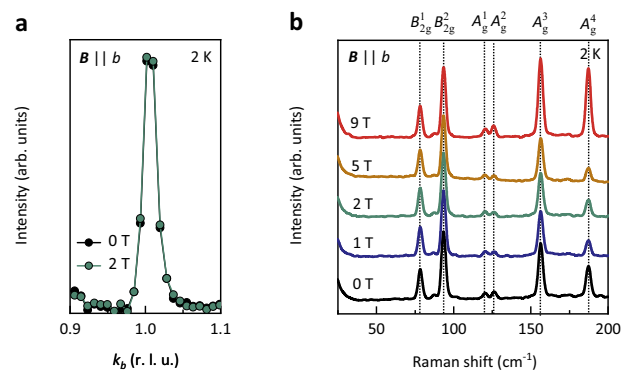 a
B || b
2 K
Intensity (arb. units)
0 T
2 T
0.9 1.0 1.1
k_b (r. l. u.)
b
B^1_2g B^2_2g A^1_g A^2_g A^3_g A^4_g
B || b
2 K
Intensity (arb. units)
9 T
5 T
2 T
1 T
0 T
50 100 150 200
Raman shift (cm⁻¹)